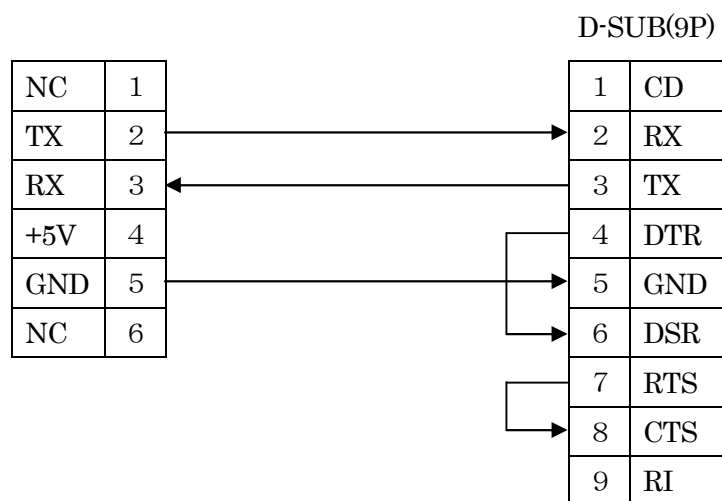 D-SUB(9P)
NC 1 1 CD
TX 2 2 RX
RX 3 3 TX
+5V 4 4 DTR
GND 5 5 GND
NC 6 6 DSR
7 RTS
8 CTS
9 RI